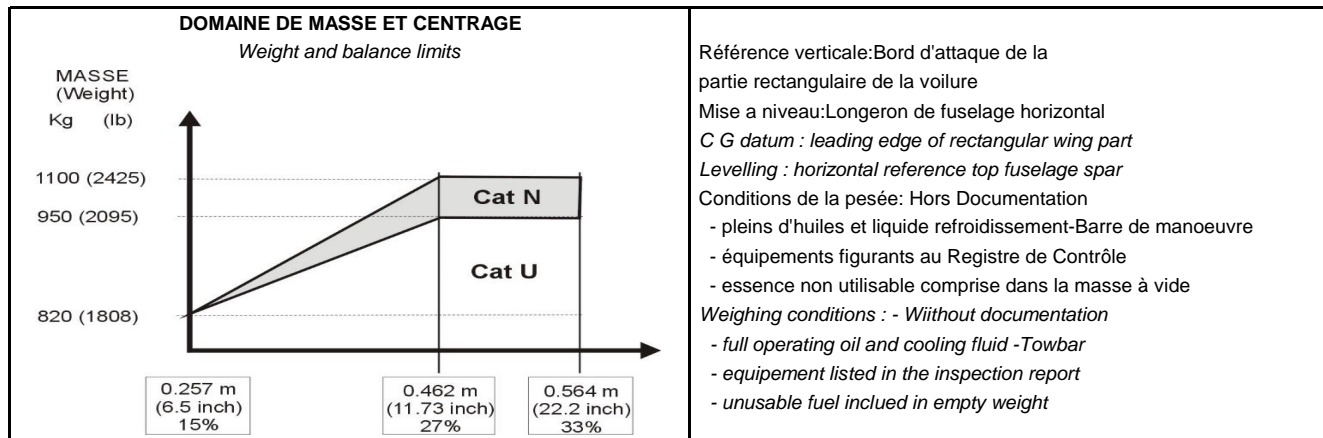 DOMAINE DE MASSE ET CENTRAGE
Weight and balance limits
MASSE
(Weight)
Kg (lb)
1100 (2425)
950 (2095)
820 (1808)
Cat N
Cat U
0.257 m
(6.5 inch)
15%
0.462 m
(11.73 inch)
27%
0.564 m
(22.2 inch)
33%
Référence verticale:Bord d'attaque de la
partie rectangulaire de la voilure
Mise a niveau:Longeron de fuselage horizontal
C G datum : leading edge of rectangular wing part
Levelling : horizontal reference top fuselage spar
Conditions de la pesée: Hors Documentation
- pleins d'huiles et liquide refroidissement-Barre de manoeuvre
- équipements figurants au Registre de Contrôle
- essence non utilisable comprise dans la masse à vide
Weighing conditions : - Wiithout documentation
- full operating oil and cooling fluid -Towbar
- equipement listed in the inspection report
- unusable fuel inclued in empty weight